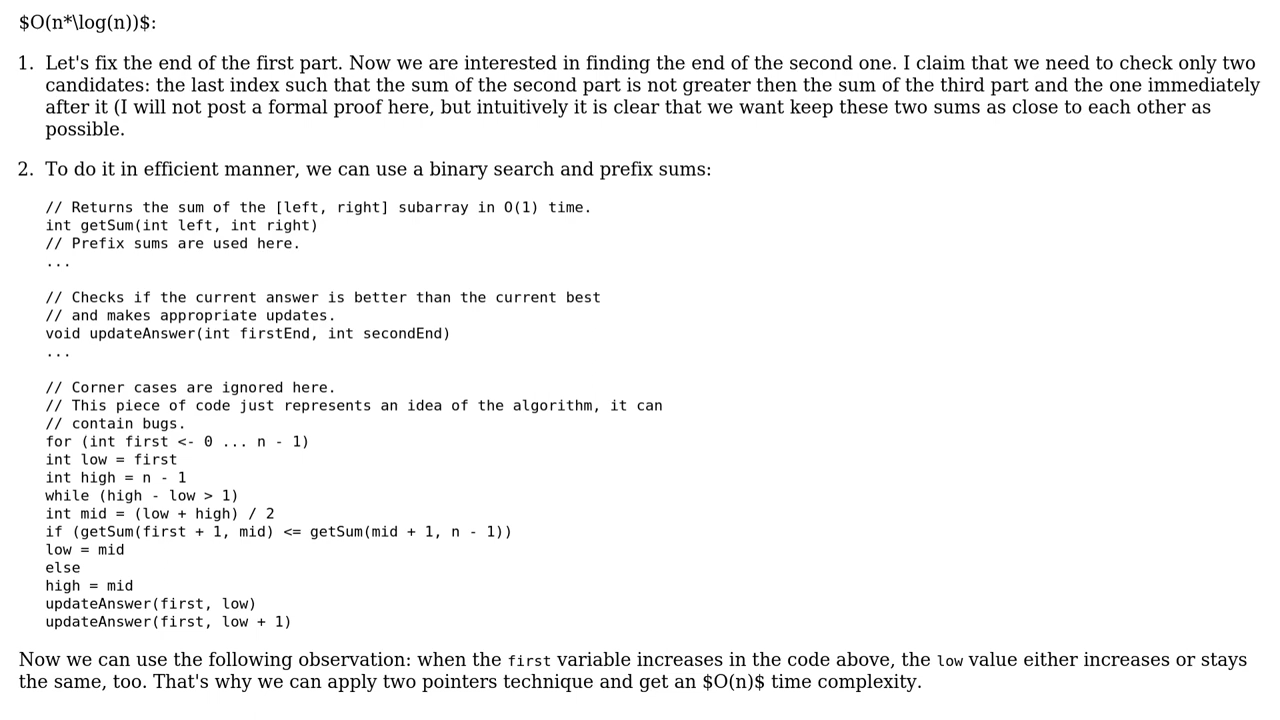 $O(n*\log(n))$:
1. Let's fix the end of the first part. Now we are interested in finding the end of the second one. I claim that we need to check only two
candidates: the last index such that the sum of the second part is not greater then the sum of the third part and the one immediately
after it (I will not post a formal proof here, but intuitively it is clear that we want keep these two sums as close to each other as
possible.
2. To do it in efficient manner, we can use a binary search and prefix sums:
// Returns the sum of the [left, right] subarray in O(1) time.
int getSum(int left, int right)
// Prefix sums are used here.
...
// Checks if the current answer is better than the current best
// and makes appropriate updates.
void updateAnswer(int firstEnd, int secondEnd)
...
// Corner cases are ignored here.
// This piece of code just represents an idea of the algorithm, it can
// contain bugs.
for (int first <- 0 ... n - 1)
int low = first
int high = n - 1
while (high - low > 1)
int mid = (low + high) / 2
if (getSum(first + 1, mid) <= getSum(mid + 1, n - 1))
low = mid
else
high = mid
updateAnswer(first, low)
updateAnswer(first, low + 1)
Now we can use the following observation: when the first variable increases in the code above, the low value either increases or stays
the same, too. That's why we can apply two pointers technique and get an $O(n)$ time complexity.